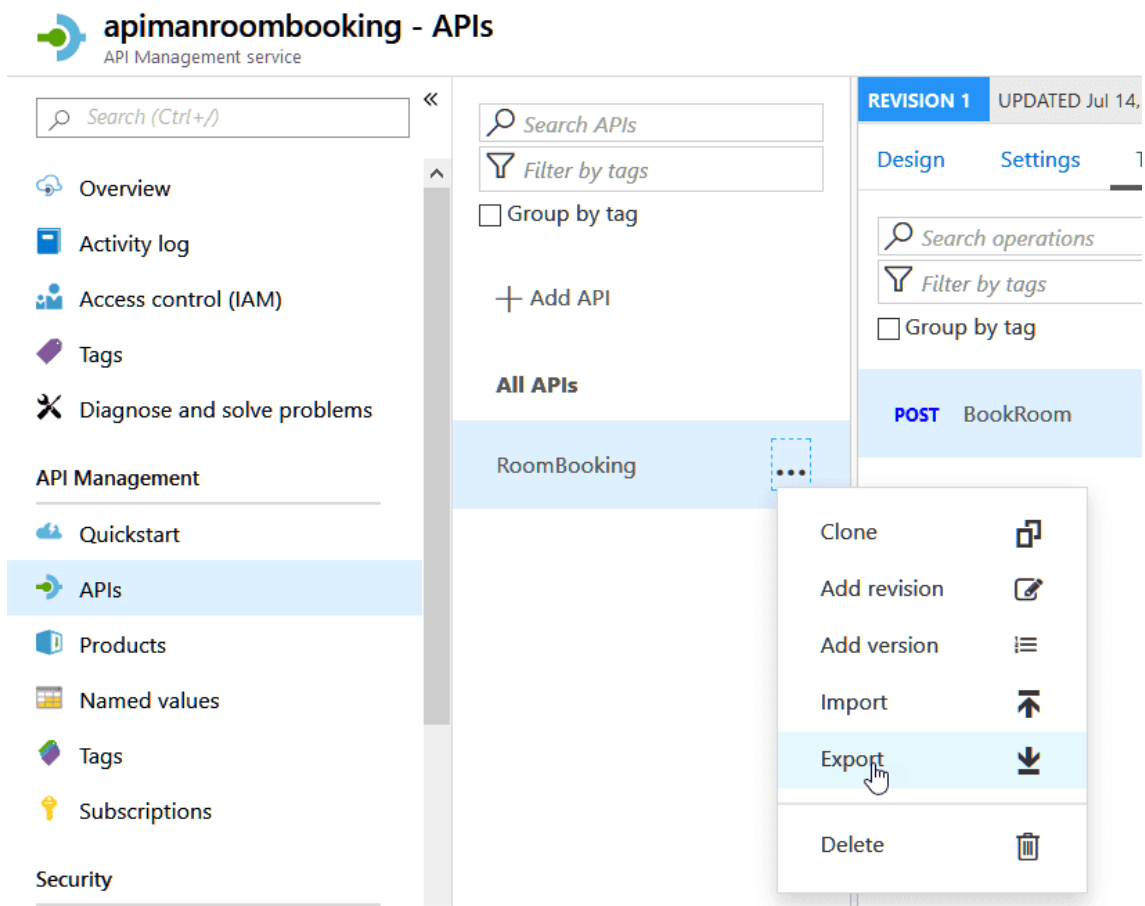 apimanroombooking - APIs
API Management service
Search (Ctrl+/)
«
Overview
Activity log
Access control (IAM)
Tags
Diagnose and solve problems
API Management
Quickstart
APIs
Products
Named values
Tags
Subscriptions
Security
Search APIs
Filter by tags
Group by tag
+ Add API
All APIs
RoomBooking
...
Clone
Add revision
Add version
Import
Export
Delete
REVISION 1
UPDATED Jul 14,
Design
Settings
Search operations
Filter by tags
Group by tag
POST BookRoom